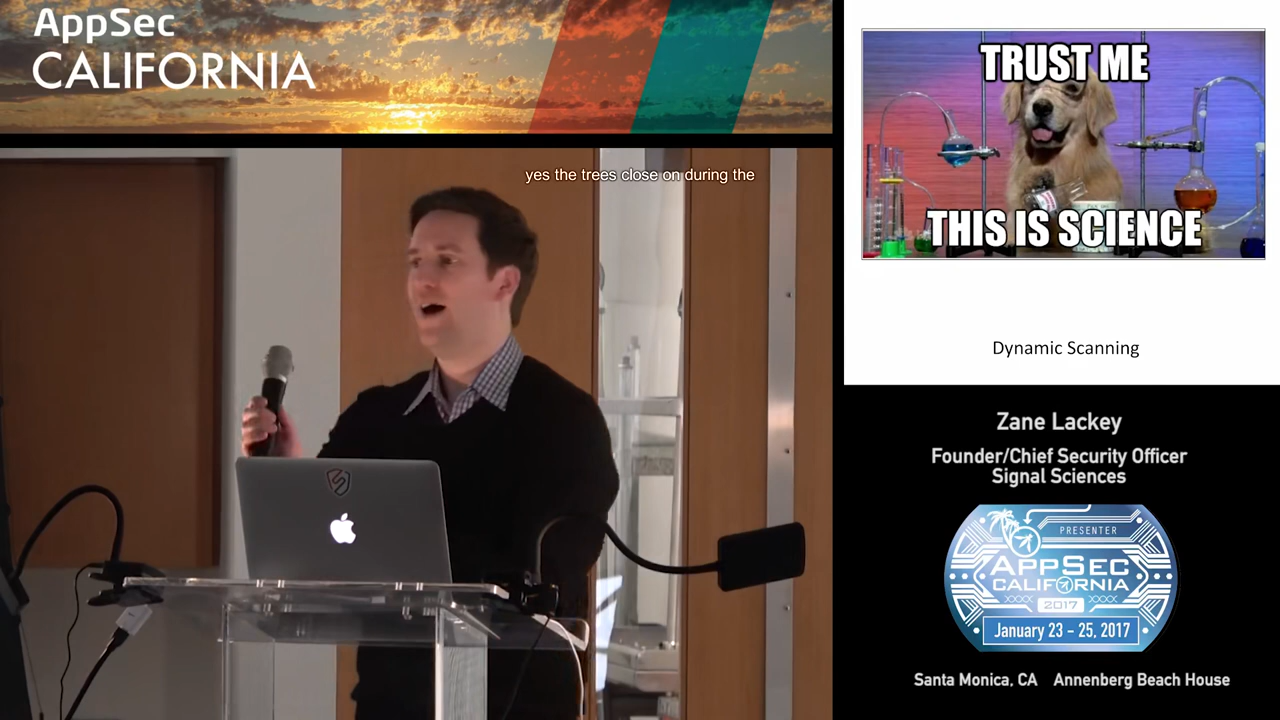 AppSec
CALIFORNIA
yes the trees close on during the
TRUST ME
THIS IS SCIENCE
Dynamic Scanning
Zane Lackey
Founder/Chief Security Officer
Signal Sciences
PRESENTER
APPSEC
CALIFORNIA
2017
January 23 - 25, 2017
Santa Monica, CA Annenberg Beach House